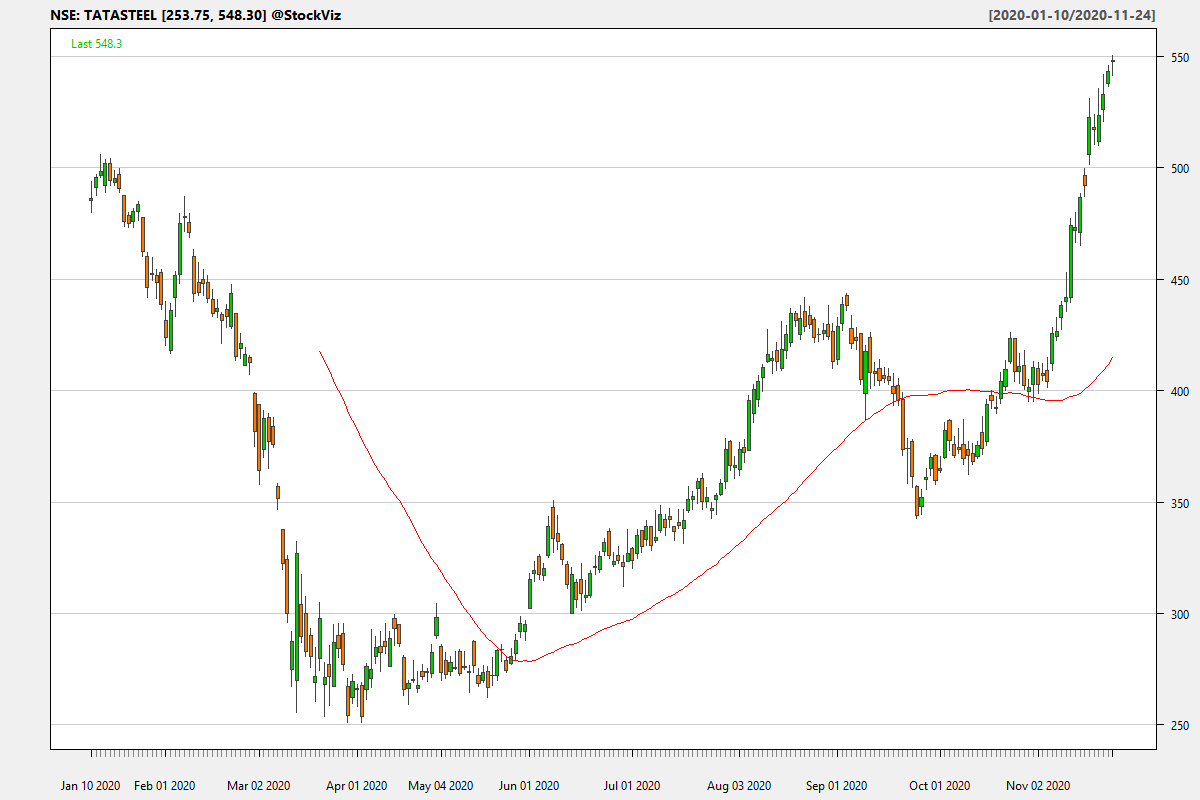 NSE: TATASTEEL [253.75, 548.30] @StockViz
[2020-01-10/2020-11-24]
Last 548.3
550
500
450
400
350
300
250
Jan 10 2020 Feb 01 2020 Mar 02 2020 Apr 01 2020 May 04 2020 Jun 01 2020 Jul 01 2020 Aug 03 2020 Sep 01 2020 Oct 01 2020 Nov 02 2020